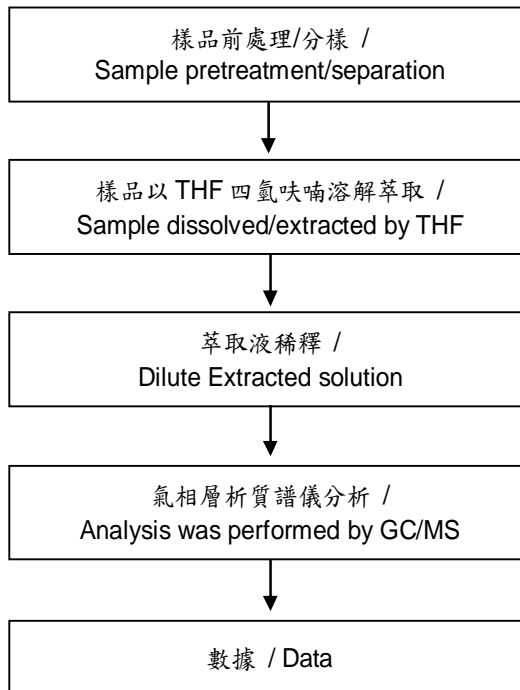 樣品前處理/分樣 /
Sample pretreatment/separation
樣品以 THF 四氫呋喃溶解萃取 /
Sample dissolved/extracted by THF
萃取液稀釋 /
Dilute Extracted solution
氣相層析質譜儀分析 /
Analysis was performed by GC/MS
數據 / Data